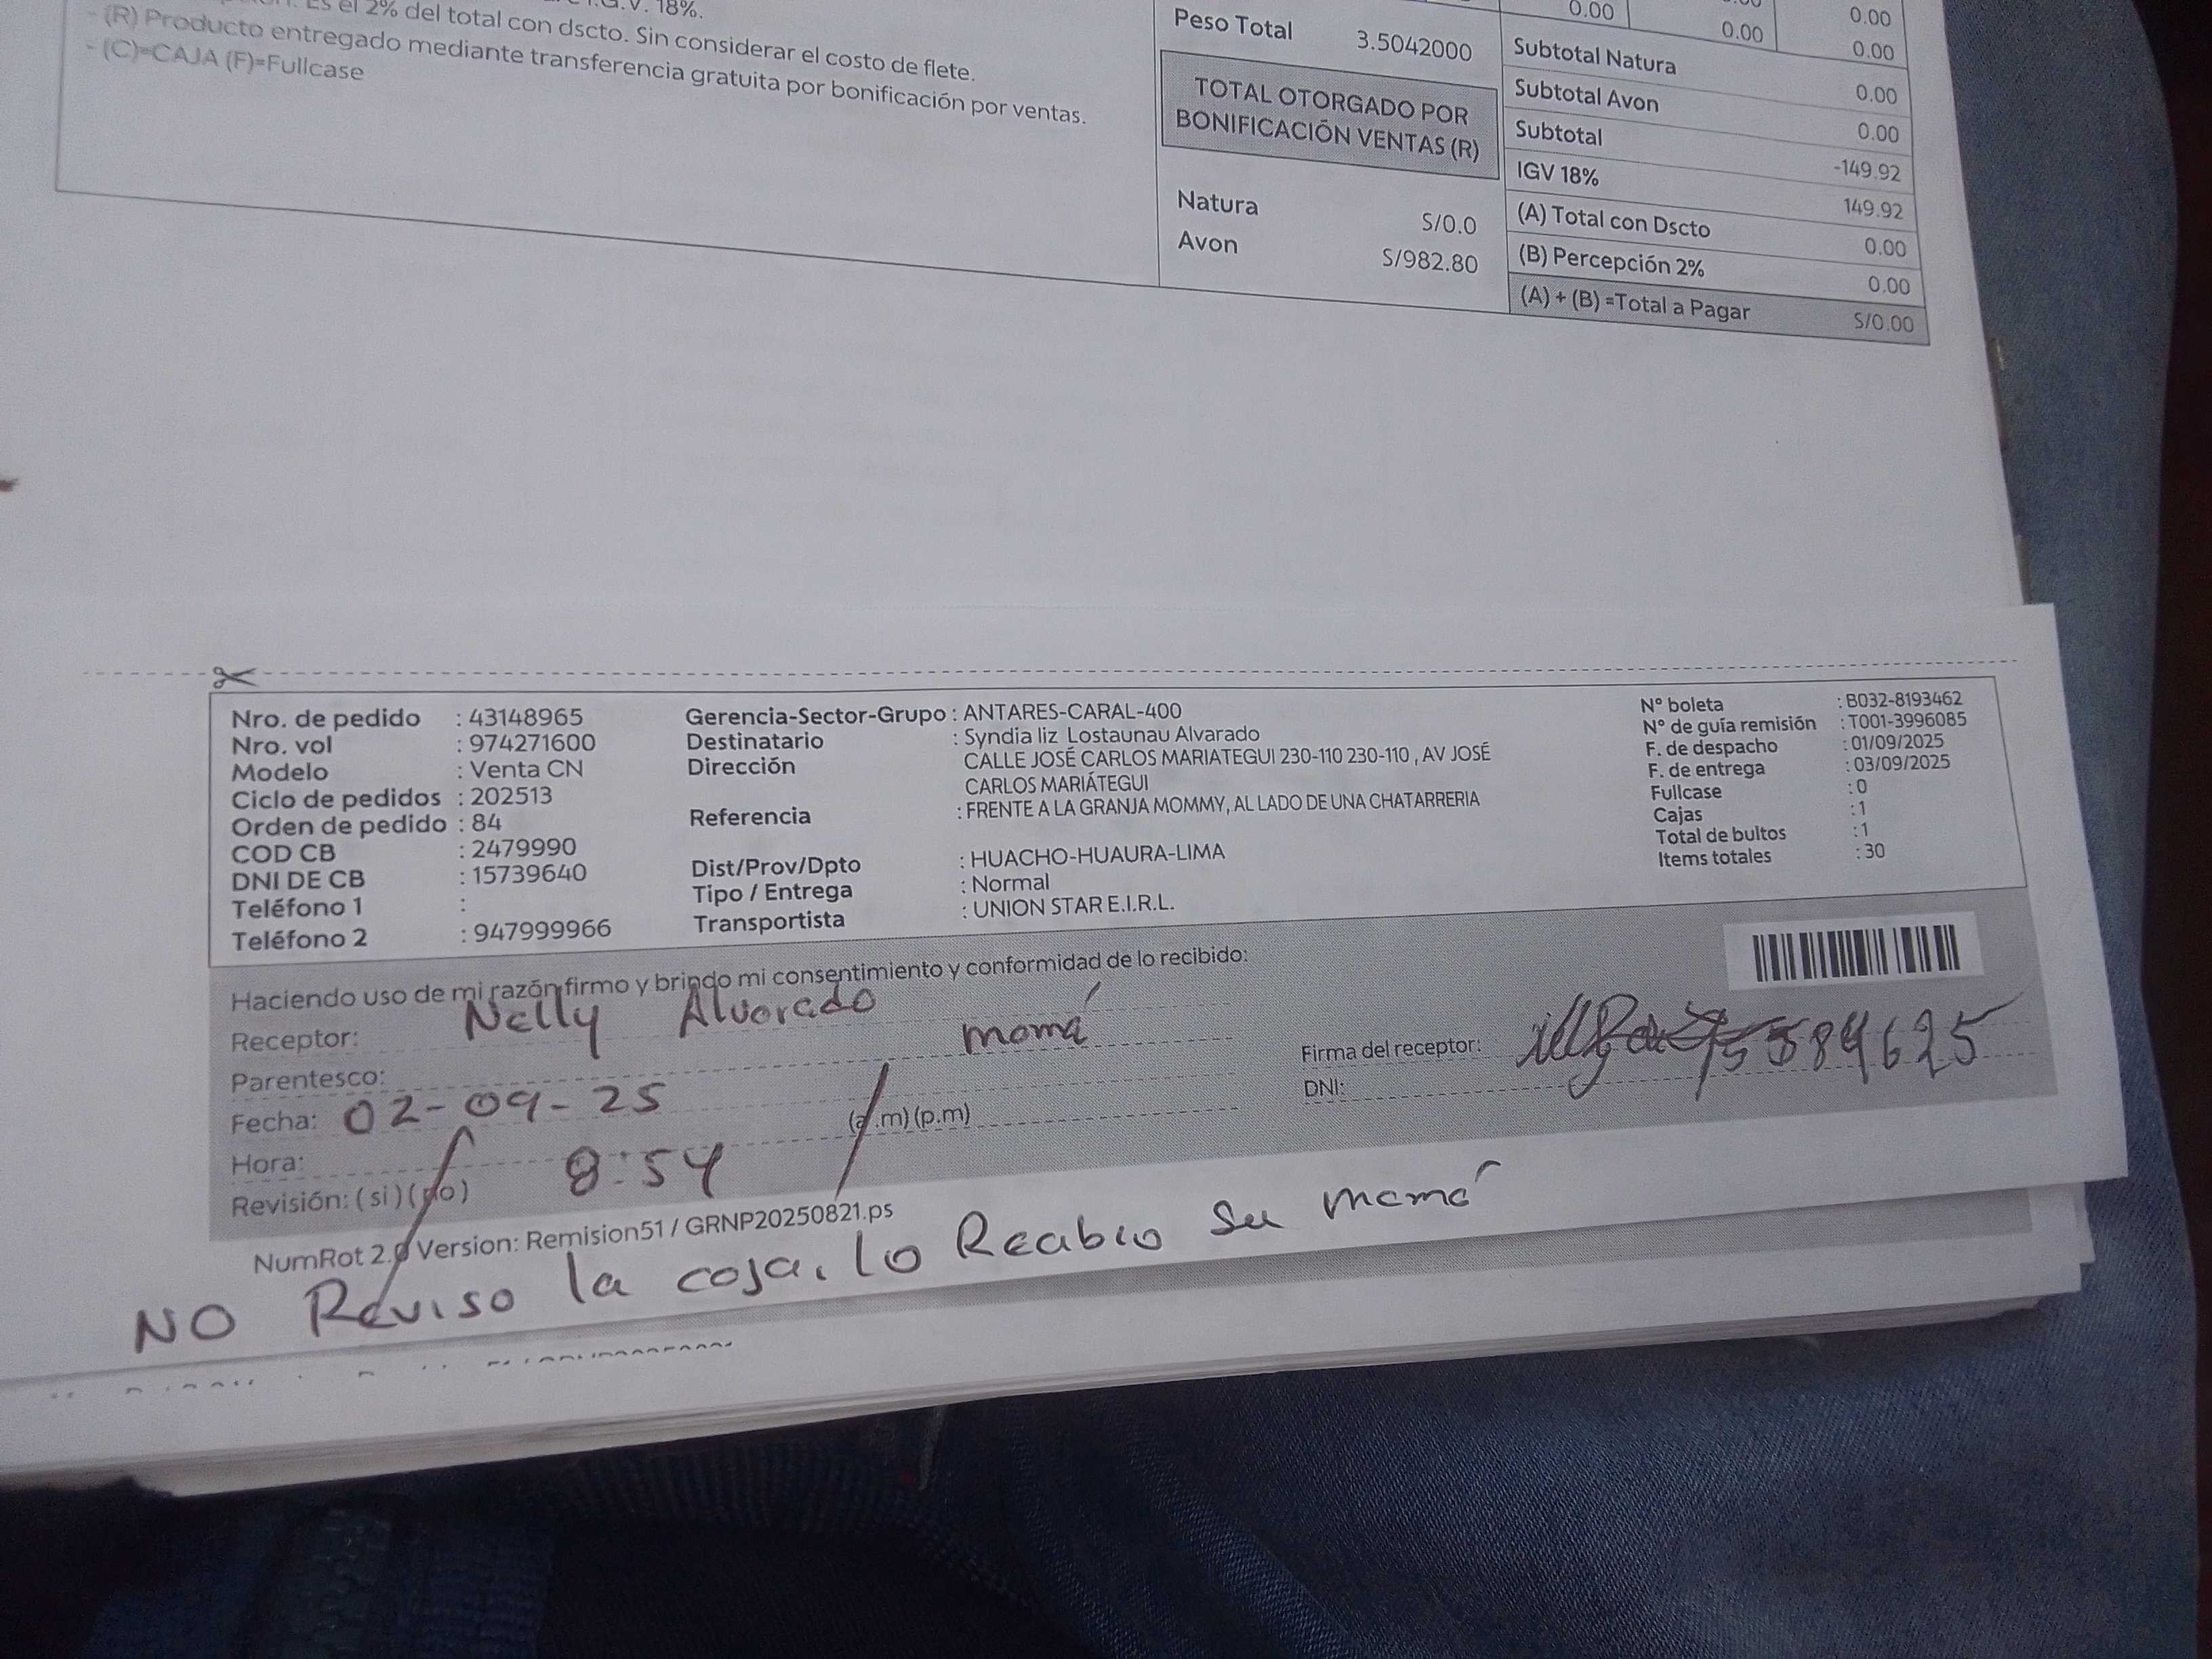 Es el 2% del total con dscto. Sin considerar el costo de flete.
- (R) Producto entregado mediante transferencia gratuita por bonificación por ventas.
- (C)=CAJA (F)=Fullcase
Peso Total 3.5042000
TOTAL OTORGADO POR
BONIFICACIÓN VENTAS (R)
Natura S/0.0
Avon S/982.80
0.00 0.00 0.00
0.00
Subtotal Natura 0.00
Subtotal Avon 0.00
Subtotal -149.92
IGV 18% 149.92
(A) Total con Dscto 0.00
(B) Percepción 2% 0.00
(A) + (B) =Total a Pagar S/0.00
Nro. de pedido : 43148965
Nro. vol : 974271600
Modelo : Venta CN
Ciclo de pedidos : 202513
Orden de pedido : 84
COD CB : 2479990
DNI DE CB : 15739640
Teléfono 1 :
Teléfono 2 : 947999966
Gerencia-Sector-Grupo : ANTARES-CARAL-400
Destinatario : Syndia liz Lostaunau Alvarado
Dirección CALLE JOSÉ CARLOS MARIATEGUI 230-110 230-110 , AV JOSÉ
CARLOS MARIÁTEGUI
Referencia : FRENTE A LA GRANJA MOMMY, AL LADO DE UNA CHATARRERIA
Dist/Prov/Dpto : HUACHO-HUAURA-LIMA
Tipo / Entrega : Normal
Transportista : UNION STAR E.I.R.L.
N° boleta : B032-8193462
N° de guía remisión : T001-3996085
F. de despacho : 01/09/2025
F. de entrega : 03/09/2025
Fullcase : 0
Cajas : 1
Total de bultos : 1
Items totales : 30
Haciendo uso de mi razón firmo y brindo mi consentimiento y conformidad de lo recibido:
Receptor: Nelly Alvarado
Parentesco: mamá
Fecha: 02-09-25
Hora: 8:54 (a.m) (p.m)
Revisión: (si) (no)
Firma del receptor:
DNI: 15584625
NumRot 2.0 Version: Remision51 / GRNP20250821.ps
NO Reviso la caja. lo Recibio su mamá